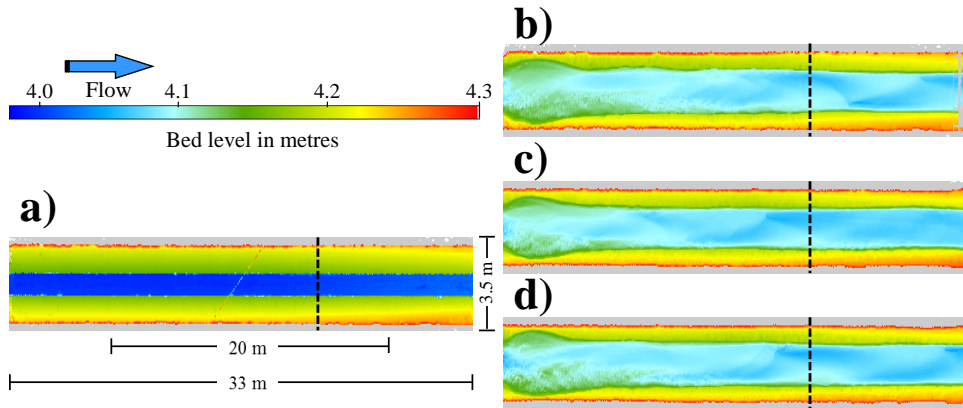 Flow
4.0 4.1 4.2 4.3
Bed level in metres
a)
3.5 m
20 m
33 m
b)
c)
d)